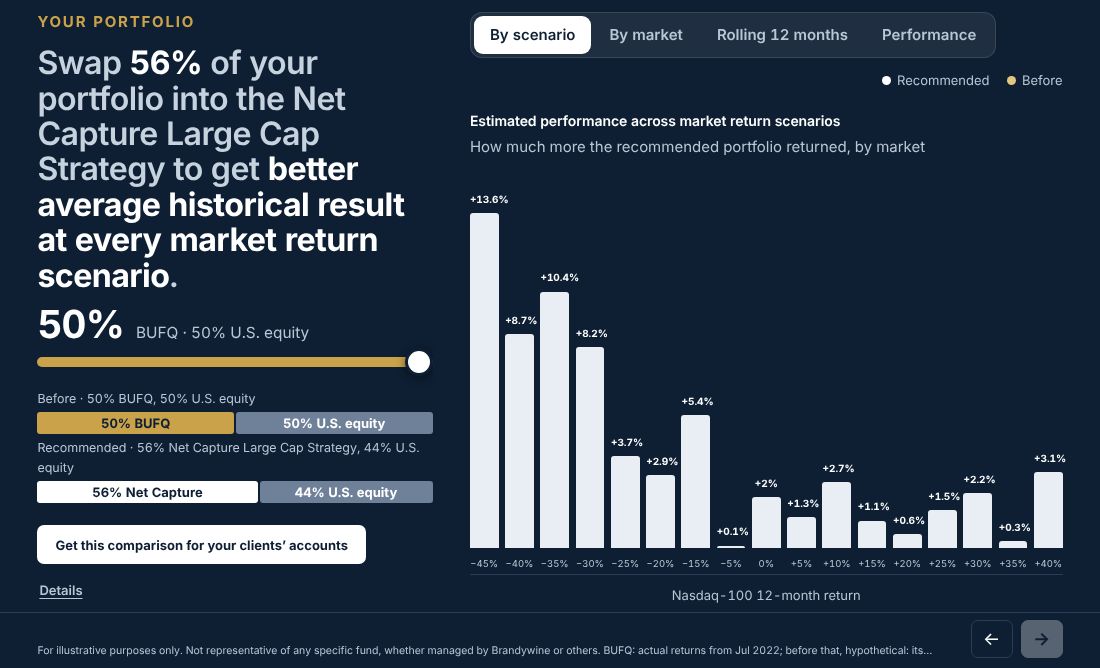 YOUR PORTFOLIO
Swap 56% of your
portfolio into the Net
Capture Large Cap
Strategy to get better
average historical result
at every market return
scenario.
50% BUFQ · 50% U.S. equity
Before · 50% BUFQ, 50% U.S. equity
50% BUFQ 50% U.S. equity
Recommended · 56% Net Capture Large Cap Strategy, 44% U.S.
equity
56% Net Capture 44% U.S. equity
Get this comparison for your clients’ accounts
Details
By scenario By market Rolling 12 months Performance
Recommended Before
Estimated performance across market return scenarios
How much more the recommended portfolio returned, by market
+13.6%
+8.7%
+10.4%
+8.2%
+3.7%
+2.9%
+5.4%
+0.1%
+2%
+1.3%
+2.7%
+1.1%
+0.6%
+1.5%
+2.2%
+0.3%
+3.1%
−45% −40% −35% −30% −25% −20% −15% −5% 0% +5% +10% +15% +20% +25% +30% +35% +40%
Nasdaq-100 12-month return
For illustrative purposes only. Not representative of any specific fund, whether managed by Brandywine or others. BUFQ: actual returns from Jul 2022; before that, hypothetical: its…